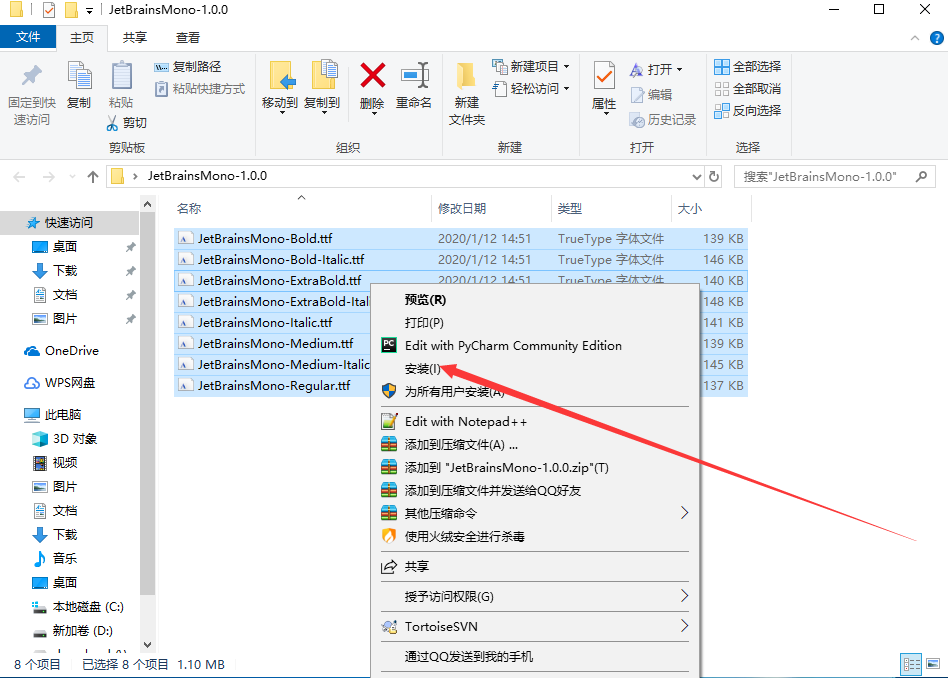 JetBrainsMono-1.0.0
文件 主页 共享 查看
固定到快速访问
复制
粘贴
复制路径
粘贴快捷方式
剪切
剪贴板
移动到
复制到
删除
重命名
组织
新建文件夹
新建项目
轻松访问
新建
属性
打开
编辑
历史记录
打开
全部选择
全部取消
反向选择
选择
JetBrainsMono-1.0.0
搜索"JetBrainsMono-1.0.0"
快速访问
桌面
下载
文档
图片
OneDrive
WPS网盘
此电脑
3D 对象
视频
图片
文档
下载
音乐
桌面
本地磁盘 (C:)
新加卷 (D:)
名称 修改日期 类型 大小
JetBrainsMono-Bold.ttf 2020/1/12 14:51 TrueType 字体文件 139 KB
JetBrainsMono-Bold-Italic.ttf 2020/1/12 14:51 TrueType 字体文件 146 KB
JetBrainsMono-ExtraBold.ttf 2020/1/12 14:51 TrueType 字体文件 140 KB
JetBrainsMono-ExtraBold-Ital 148 KB
JetBrainsMono-Italic.ttf 141 KB
JetBrainsMono-Medium.ttf 139 KB
JetBrainsMono-Medium-Italic 145 KB
JetBrainsMono-Regular.ttf 137 KB
预览(R)
打印(P)
Edit with PyCharm Community Edition
安装(I)
为所有用户安装(A)
Edit with Notepad++
添加到压缩文件(A) ...
添加到 "JetBrainsMono-1.0.0.zip"(T)
添加到压缩文件并发送给QQ好友
其他压缩命令
使用火绒安全进行杀毒
共享
授予访问权限(G)
TortoiseSVN
通过QQ发送到我的手机
8 个项目 已选择 8 个项目 1.10 MB